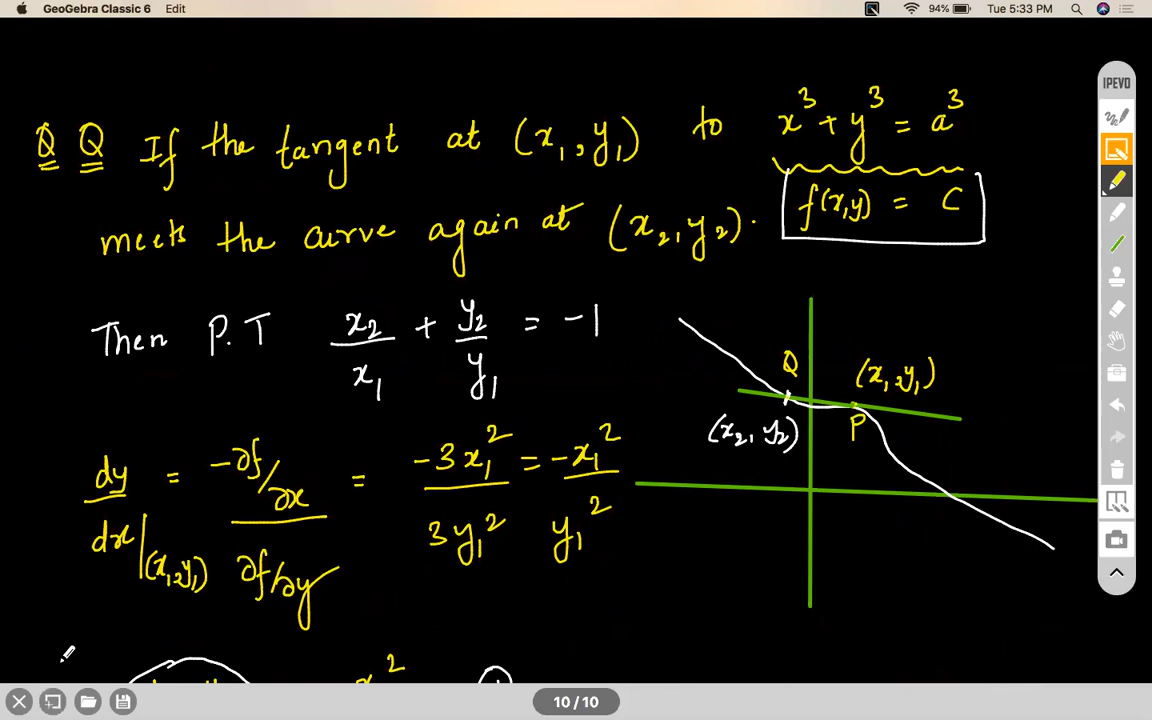 GeoGebra Classic 6 Edit 94% Tue 5:33 PM
IPEVO
Q Q If the tangent at (x₁, y₁) to x³ + y³ = a³
f(x,y) = C
meets the curve again at (x₂, y₂).
Then P.T x₂/x₁ + y₂/y₁ = -1
Q (x₁, y₁)
(x₂, y₂) P
dy/dx|(x₁, y₁) = -∂f/∂x / ∂f/∂y = -3x₁²/3y₁² = -x₁²/y₁²
x²
10 / 10